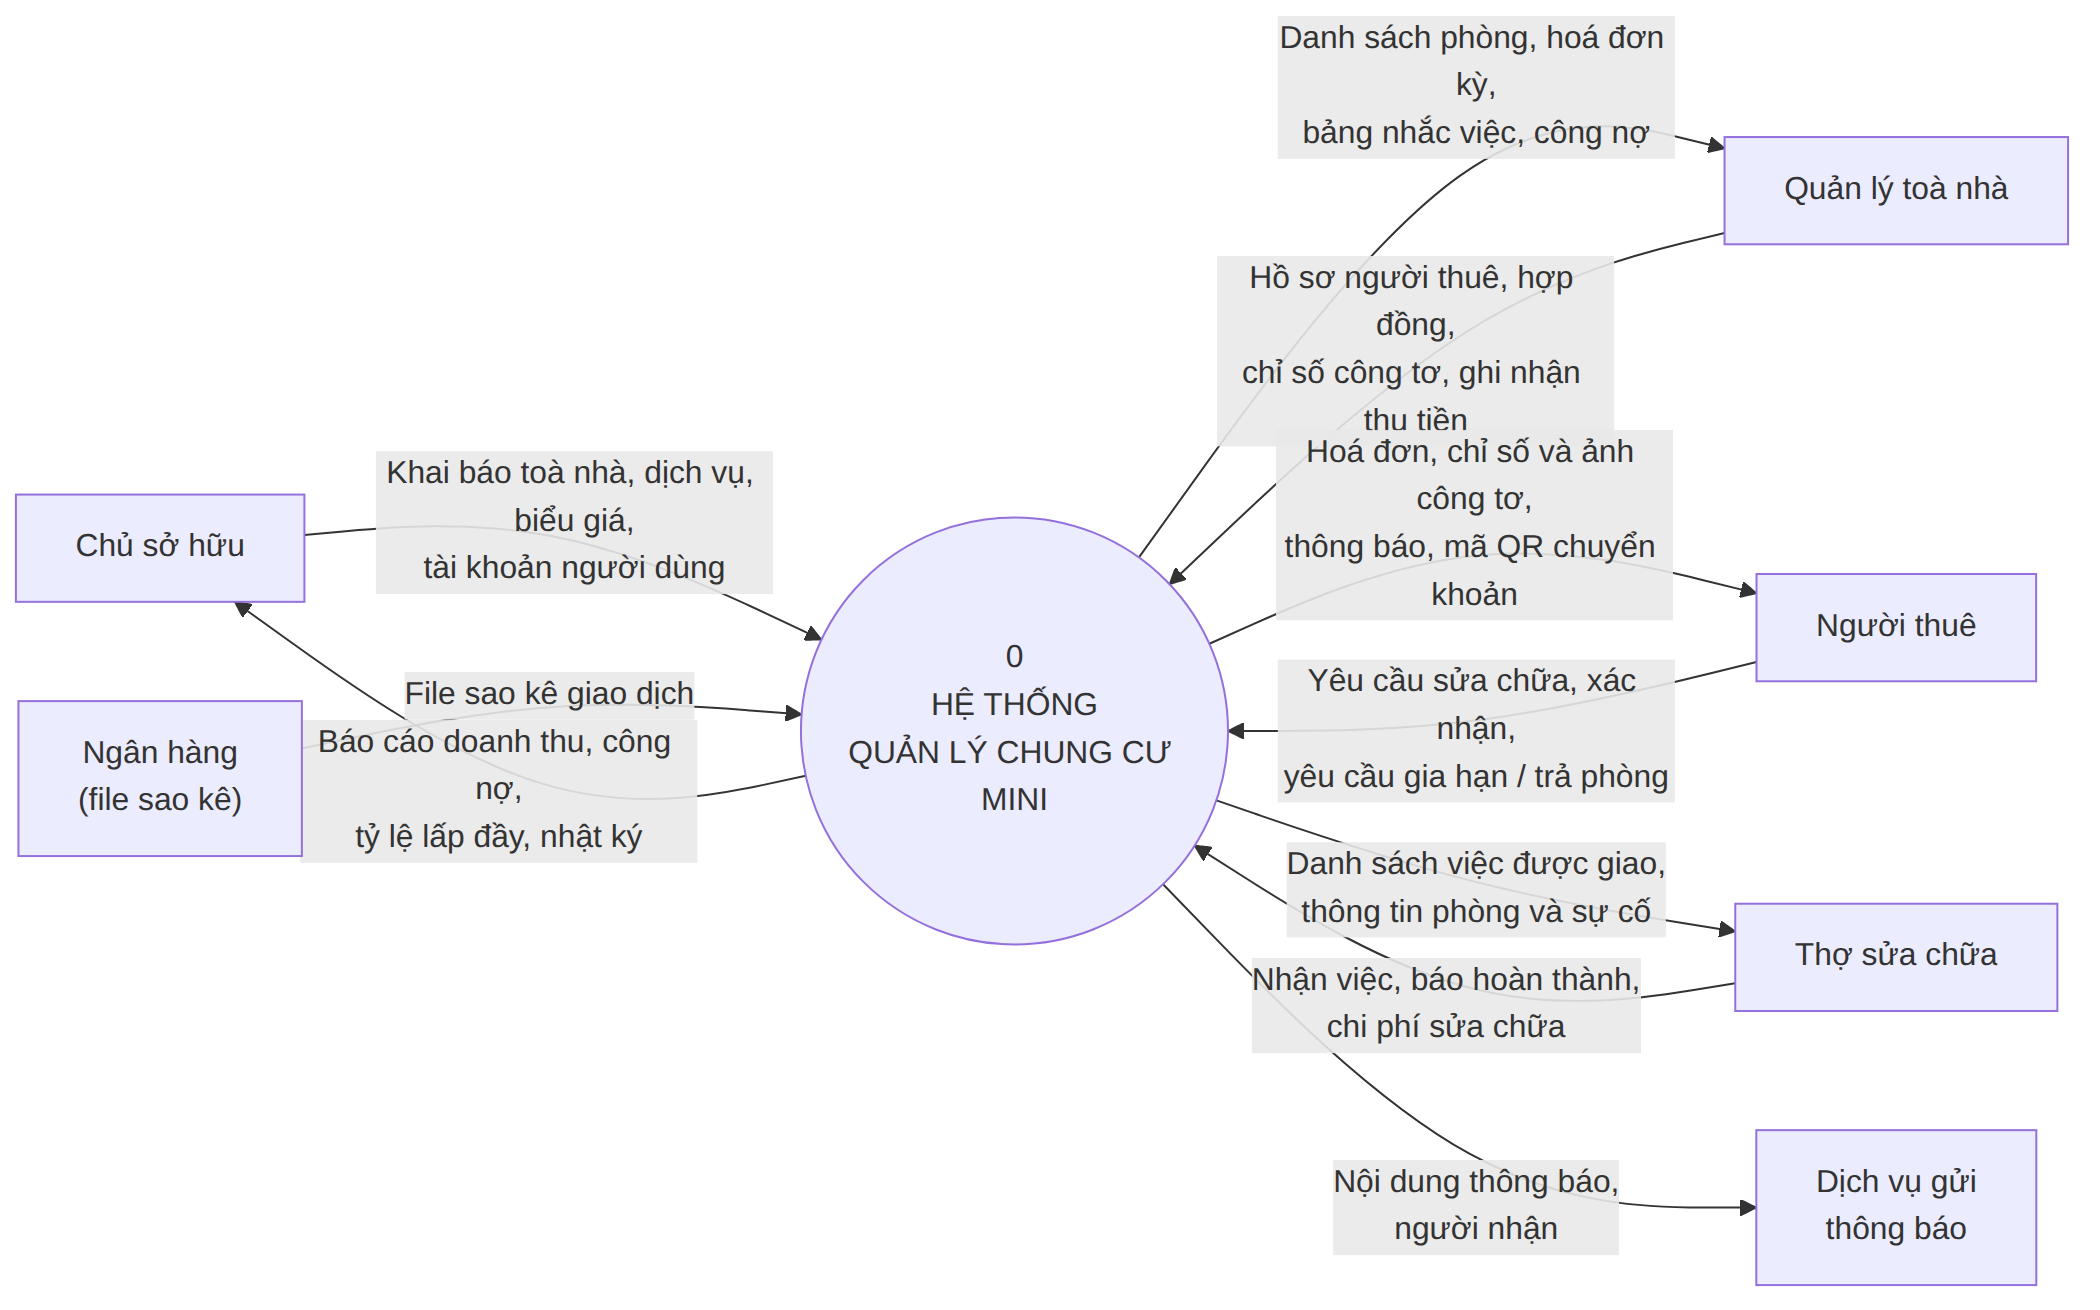 Danh sách phòng, hoá đơn
kỳ,
bảng nhắc việc, công nợ
Quản lý toà nhà
Hồ sơ người thuê, hợp
đồng,
chỉ số công tơ, ghi nhận
thu tiền
Hoá đơn, chỉ số và ảnh
công tơ,
thông báo, mã QR chuyển
khoản
Khai báo toà nhà, dịch vụ,
biểu giá,
tài khoản người dùng
Chủ sở hữu
Người thuê
File sao kê giao dịch
Báo cáo doanh thu, công
nợ,
tỷ lệ lấp đầy, nhật ký
Ngân hàng
(file sao kê)
0
HỆ THỐNG
QUẢN LÝ CHUNG CƯ
MINI
Yêu cầu sửa chữa, xác
nhận,
yêu cầu gia hạn / trả phòng
Danh sách việc được giao,
thông tin phòng và sự cố
Thợ sửa chữa
Nhận việc, báo hoàn thành,
chi phí sửa chữa
Nội dung thông báo,
người nhận
Dịch vụ gửi
thông báo